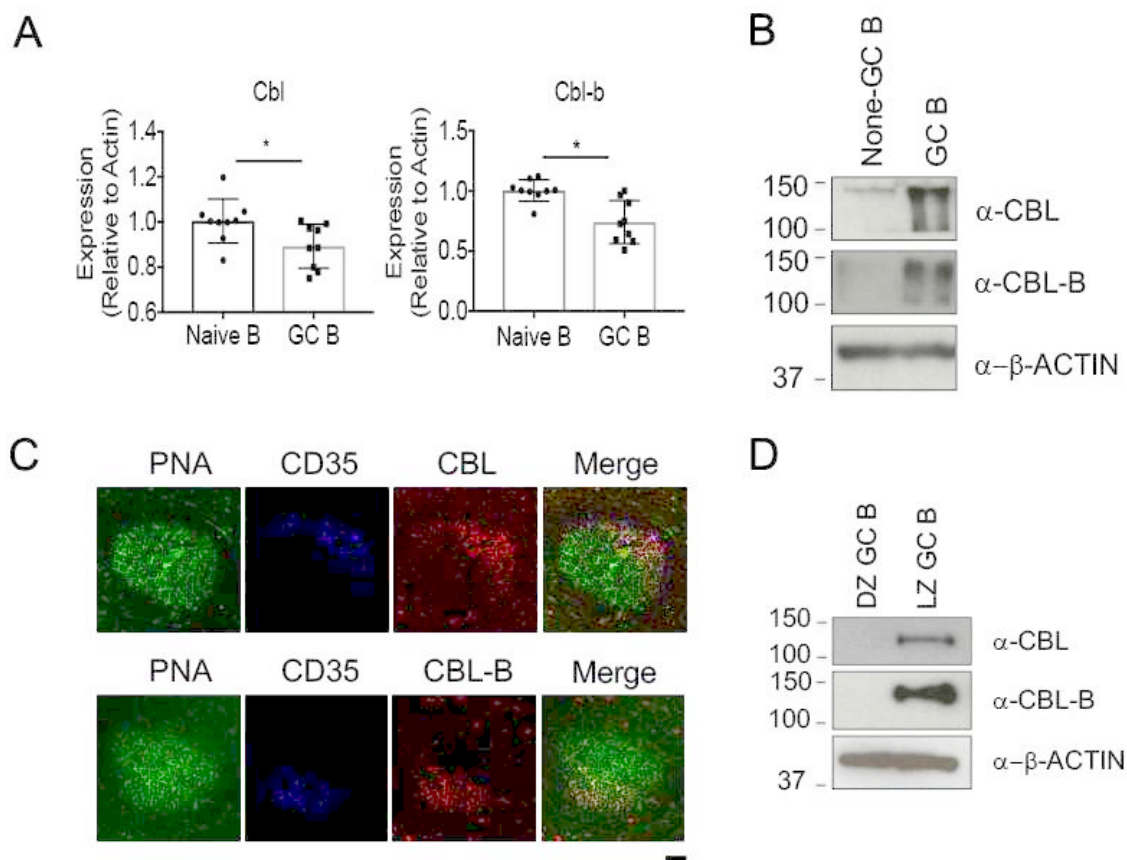 A
Cbl
Expression
(Relative to Actin)
1.4
1.2
1.0
0.8
0.6
*
Naive B
GC B
Cbl-b
Expression
(Relative to Actin)
1.5
1.0
0.5
0.0
*
Naive B
GC B
B
None-GC B
GC B
150 –
100 –
α-CBL
150 –
100 –
α-CBL-B
37 –
α–β-ACTIN
C
PNA CD35 CBL Merge
PNA CD35 CBL-B Merge
D
DZ GC B
LZ GC B
150 –
100 –
α-CBL
150 –
100 –
α-CBL-B
37 –
α–β-ACTIN